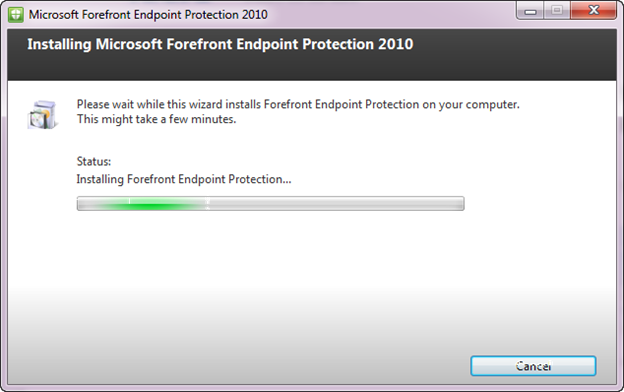 Microsoft Forefront Endpoint Protection 2010
Installing Microsoft Forefront Endpoint Protection 2010
Please wait while this wizard installs Forefront Endpoint Protection on your computer.
This might take a few minutes.
Status:
Installing Forefront Endpoint Protection...
Cancel